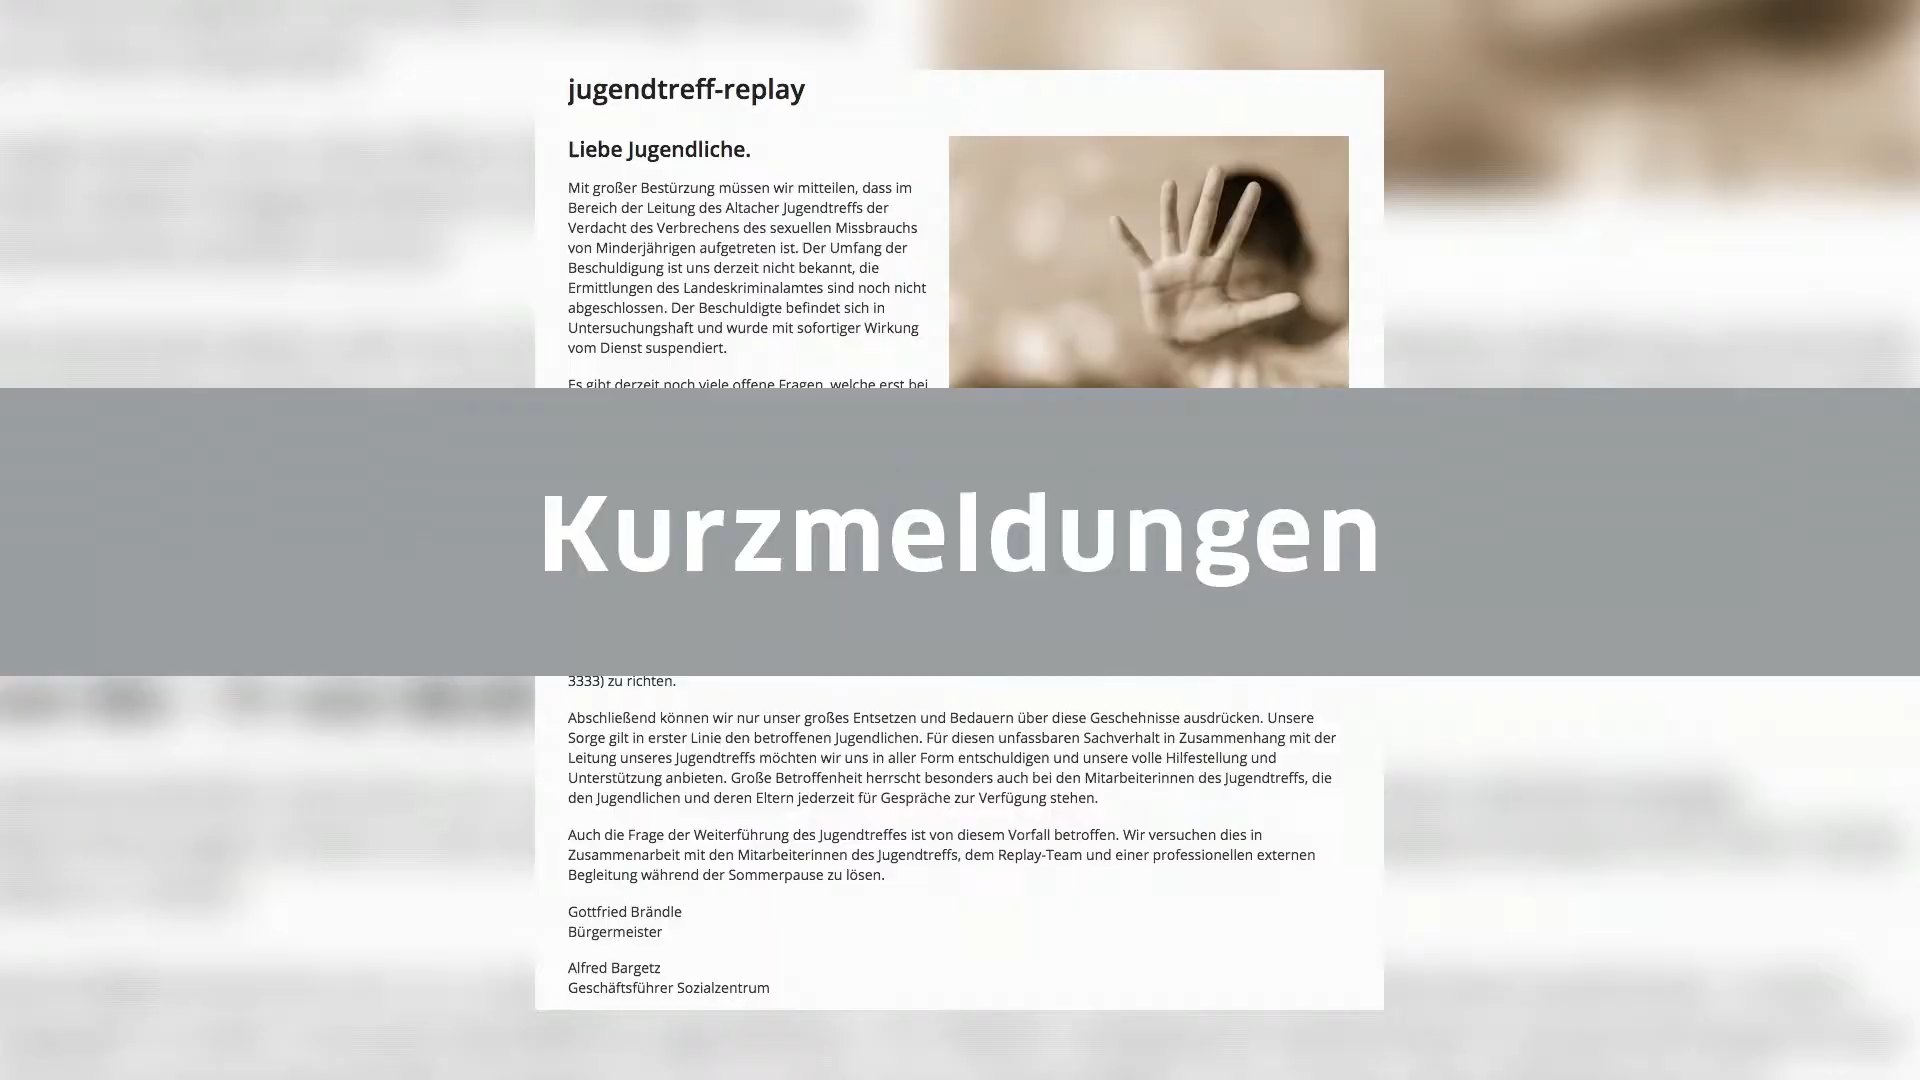 jugendtreff-replay
Liebe Jugendliche.
Mit großer Bestürzung müssen wir mitteilen, dass im
Bereich der Leitung des Altacher Jugendtreffs der
Verdacht des Verbrechens des sexuellen Missbrauchs
von Minderjährigen aufgetreten ist. Der Umfang der
Beschuldigung ist uns derzeit nicht bekannt, die
Ermittlungen des Landeskriminalamtes sind noch nicht
abgeschlossen. Der Beschuldigte befindet sich in
Untersuchungshaft und wurde mit sofortiger Wirkung
vom Dienst suspendiert.
Es gibt derzeit noch viele offene Fragen, welche erst bei
Kurzmeldungen
3333) zu richten.
Abschließend können wir nur unser großes Entsetzen und Bedauern über diese Geschehnisse ausdrücken. Unsere
Sorge gilt in erster Linie den betroffenen Jugendlichen. Für diesen unfassbaren Sachverhalt in Zusammenhang mit der
Leitung unseres Jugendtreffs möchten wir uns in aller Form entschuldigen und unsere volle Hilfestellung und
Unterstützung anbieten. Große Betroffenheit herrscht besonders auch bei den Mitarbeiterinnen des Jugendtreffs, die
den Jugendlichen und deren Eltern jederzeit für Gespräche zur Verfügung stehen.
Auch die Frage der Weiterführung des Jugendtreffes ist von diesem Vorfall betroffen. Wir versuchen dies in
Zusammenarbeit mit den Mitarbeiterinnen des Jugendtreffs, dem Replay-Team und einer professionellen externen
Begleitung während der Sommerpause zu lösen.
Gottfried Brändle
Bürgermeister
Alfred Bargetz
Geschäftsführer Sozialzentrum